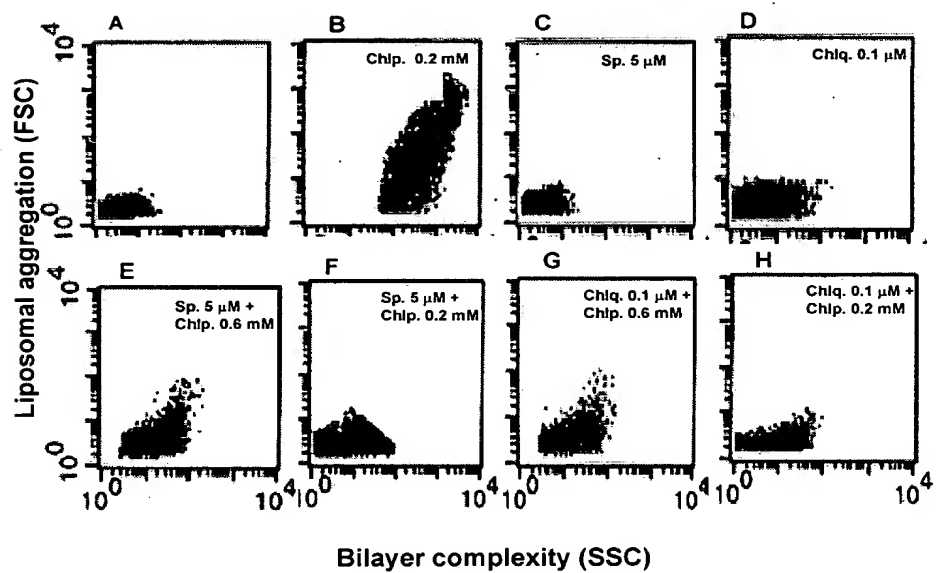 A B C D
Chlp. 0.2 mM
Sp. 5 μM
Chlq. 0.1 μM
10^4
10^0
Liposomal aggregation (FSC)
E F G H
Sp. 5 μM +
Chlp. 0.6 mM
Sp. 5 μM +
Chlp. 0.2 mM
Chlq. 0.1 μM +
Chlp. 0.6 mM
Chlq. 0.1 μM +
Chlp. 0.2 mM
10^4
10^0
10^0 10^4 10^0 10^4 10^0 10^4 10^0 10^4
Bilayer complexity (SSC)